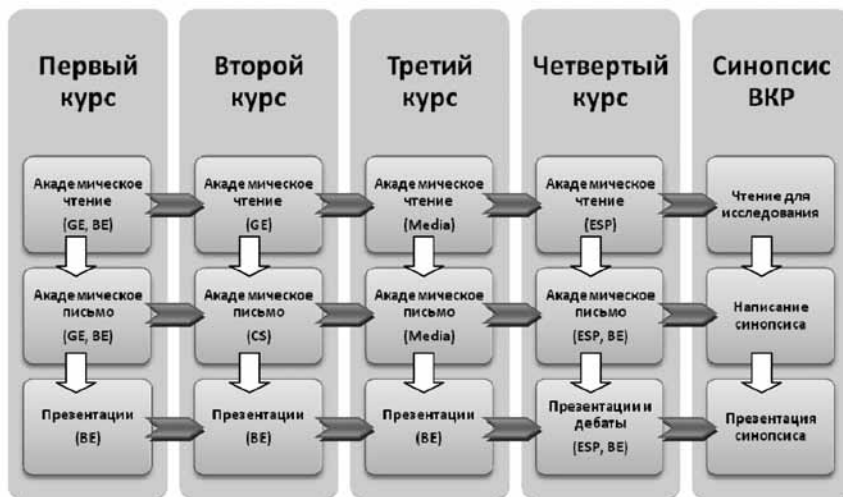 Первый
курс
Академическое
чтение
(GE, BE)
Академическое
письмо
(GE, BE)
Презентации
(BE)
Второй
курс
Академическое
чтение
(GE)
Академическое
письмо
(CS)
Презентации
(BE)
Третий
курс
Академическое
чтение
(Media)
Академическое
письмо
(Media)
Презентации
(BE)
Четвертый
курс
Академическое
чтение
(ESP)
Академическое
письмо
(ESP, BE)
Презентации и
дебаты
(ESP, BE)
Синопсис
ВКР
Чтение для
исследования
Написание
синопсиса
Презентация
синопсиса